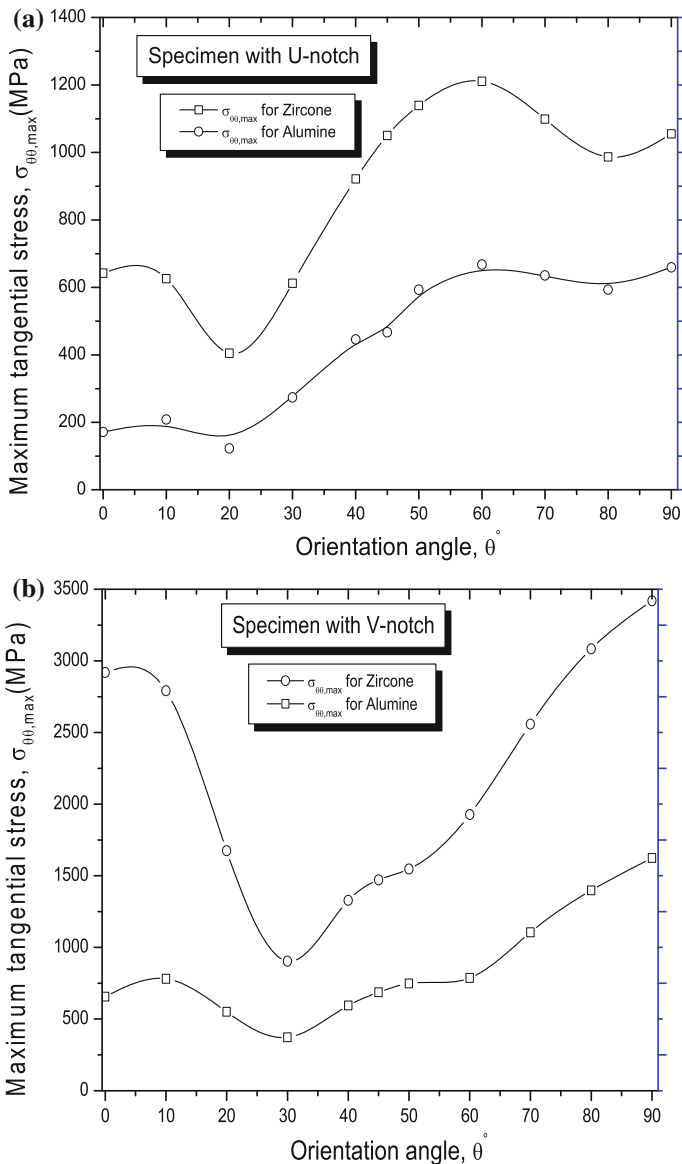 (a)
1400
1200
1000
800
600
400
200
0
Maximum tangential stress, σθθ,max(MPa)
Specimen with U-notch
σθθ,max for Zircone
σθθ,max for Alumine
0 10 20 30 40 50 60 70 80 90
Orientation angle, θ°
(b)
3500
3000
2500
2000
1500
1000
500
0
Maximum tangential stress, σθθ,max(MPa)
Specimen with V-notch
σθθ,max for Zircone
σθθ,max for Alumine
0 10 20 30 40 50 60 70 80 90
Orientation angle, θ°